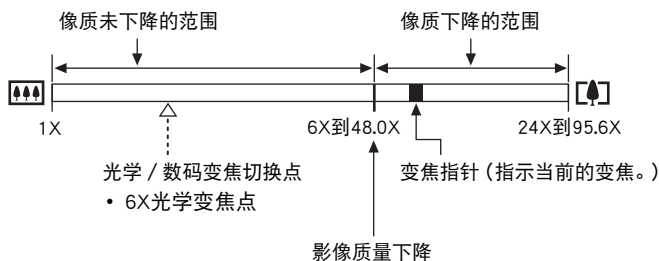 像质未下降的范围
像质下降的范围
1X
6X到48.0X
24X到95.6X
光学 / 数码变焦切换点
• 6X光学变焦点
变焦指针 (指示当前的变焦。)
影像质量下降